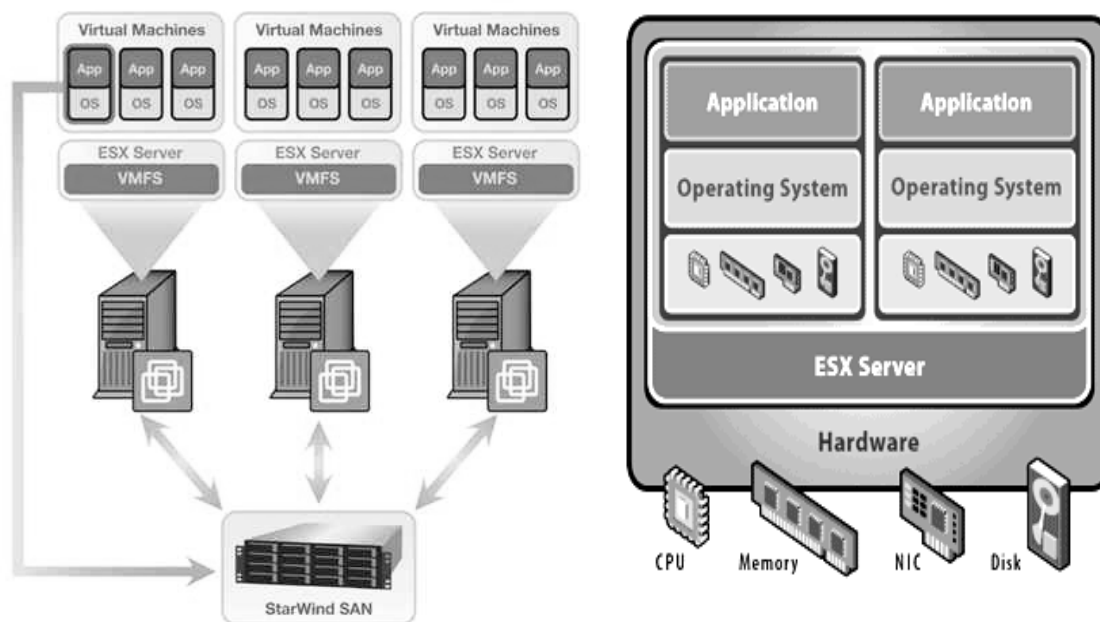 Virtual Machines
App App App
OS OS OS
ESX Server
VMFS
Virtual Machines
App App App
OS OS OS
ESX Server
VMFS
Virtual Machines
App App App
OS OS OS
ESX Server
VMFS
StarWind SAN
Application
Operating System
Application
Operating System
ESX Server
Hardware
CPU
Memory
NIC
Disk